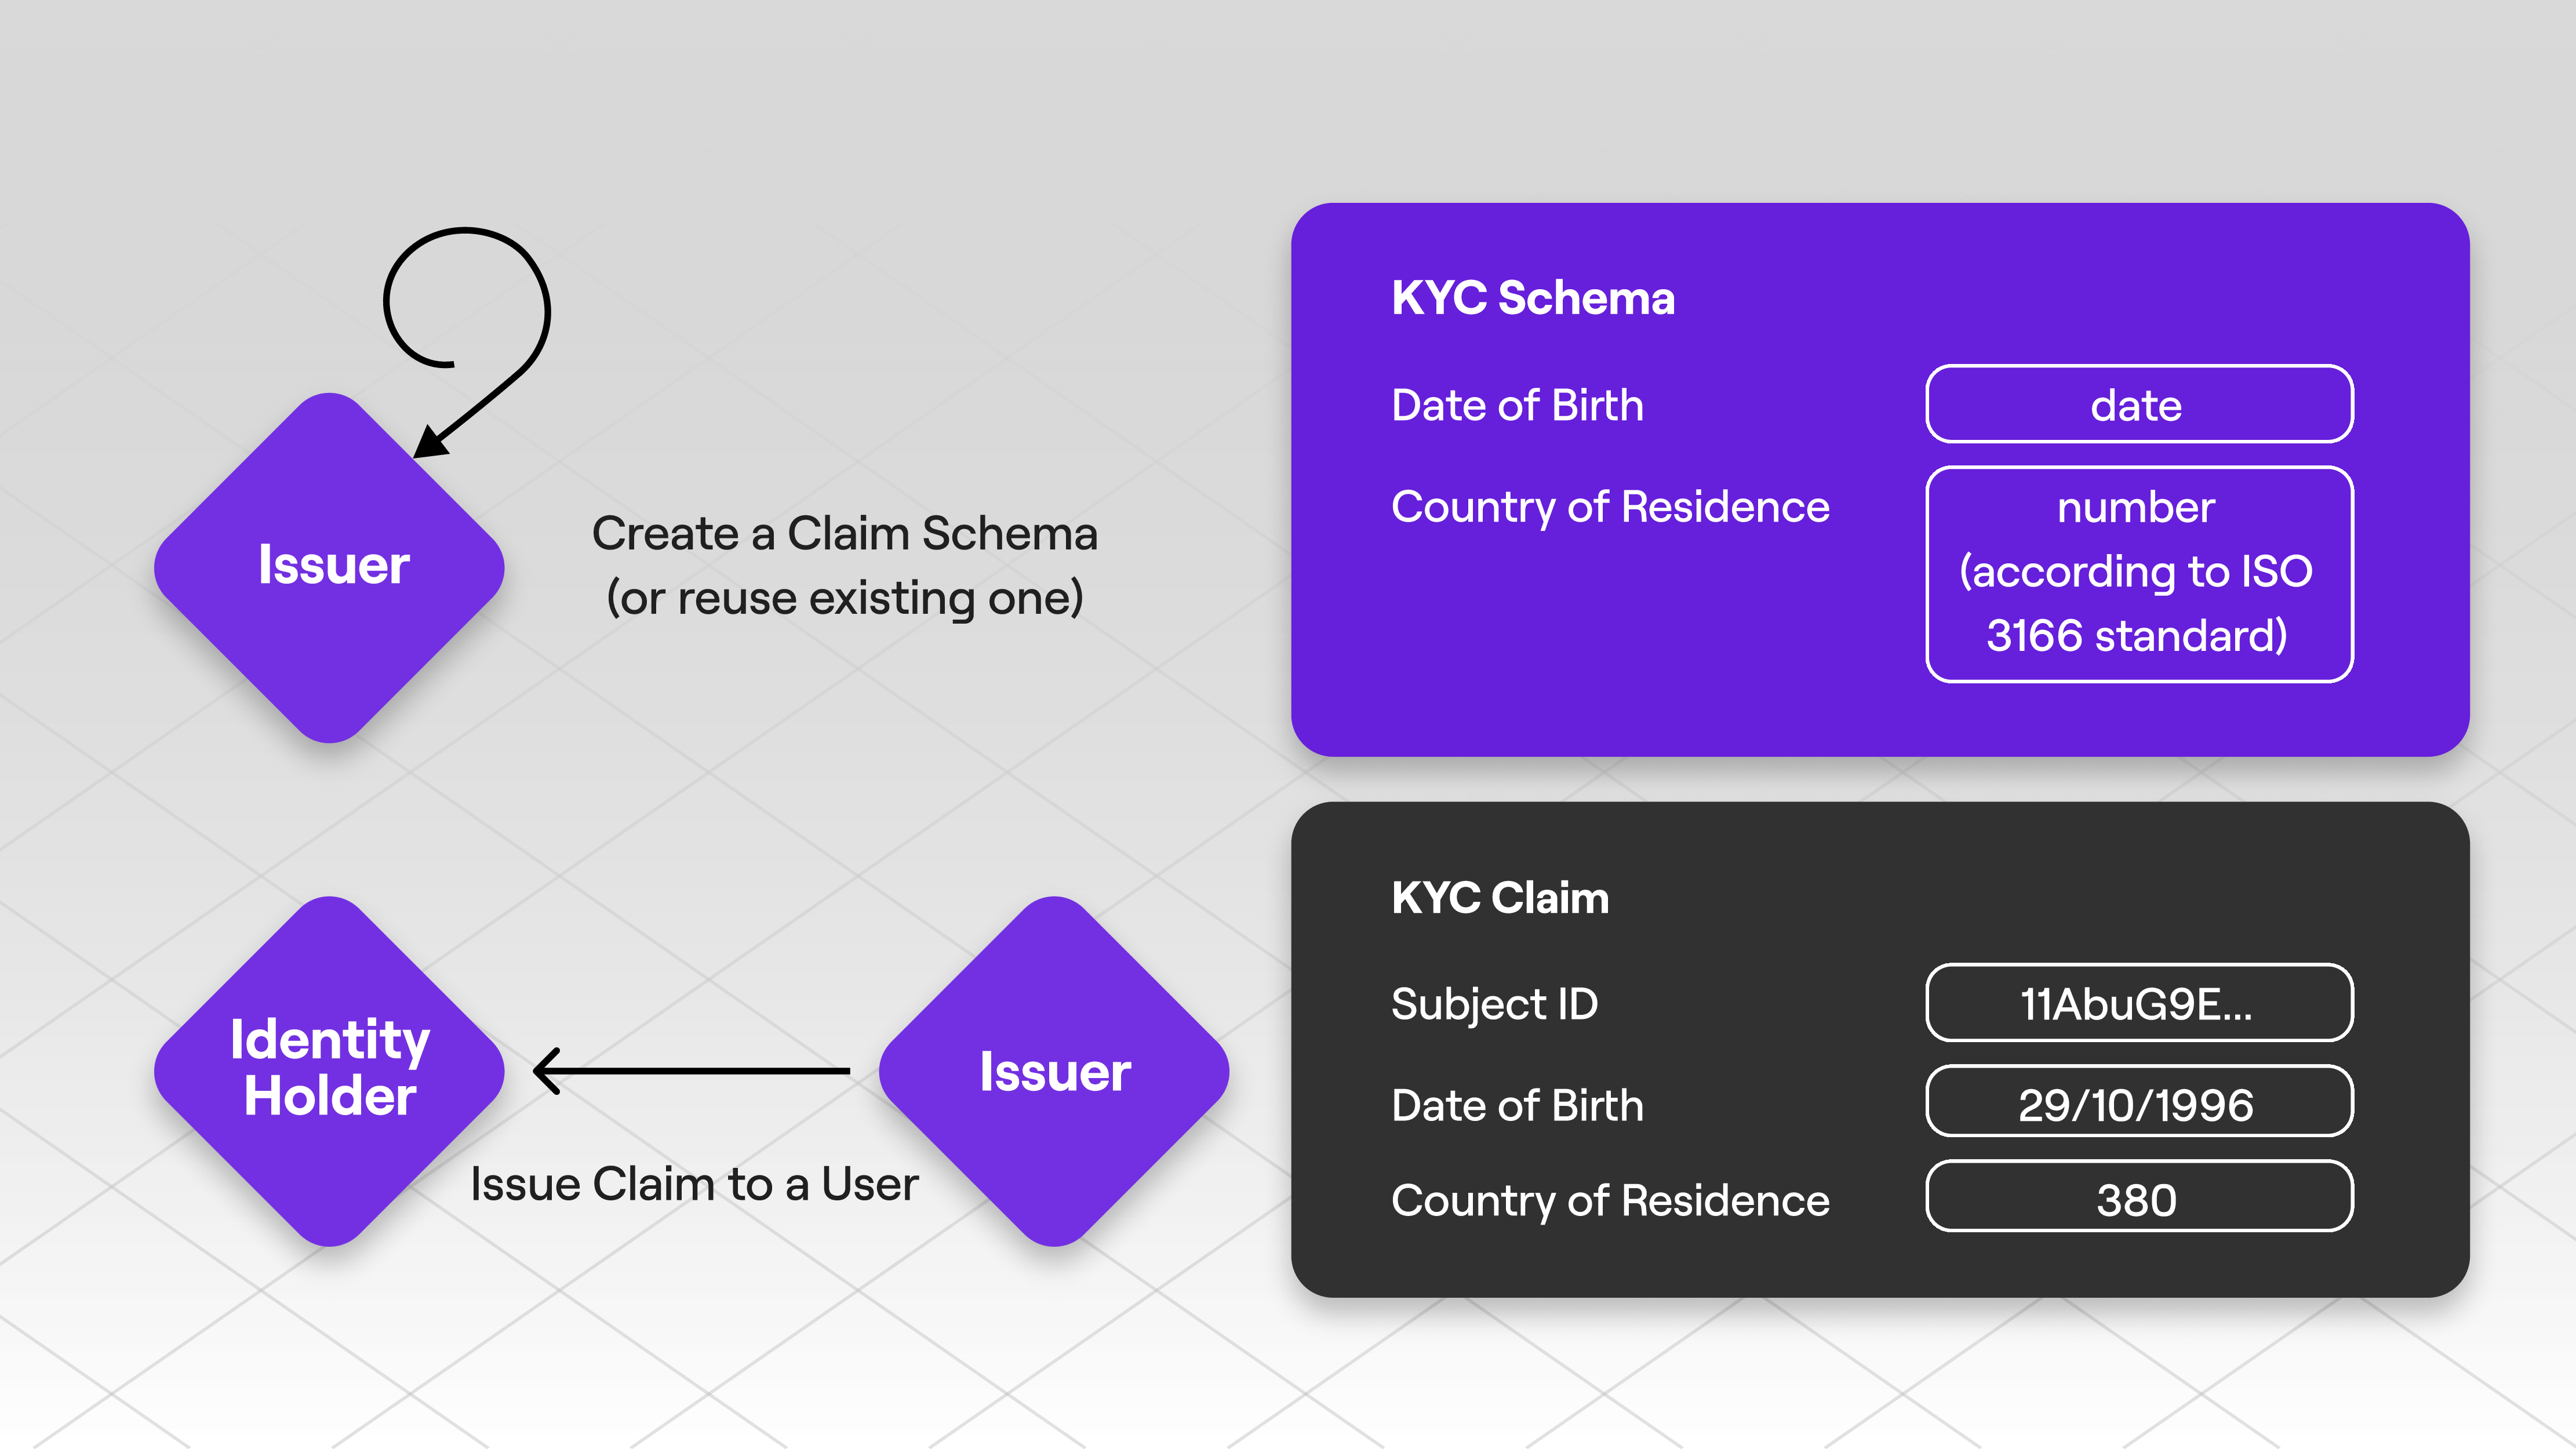 Issuer
Create a Claim Schema
(or reuse existing one)
KYC Schema
Date of Birth
date
Country of Residence
number
(according to ISO
3166 standard)
Identity
Holder
Issue Claim to a User
Issuer
KYC Claim
Subject ID
11AbuG9E...
Date of Birth
29/10/1996
Country of Residence
380